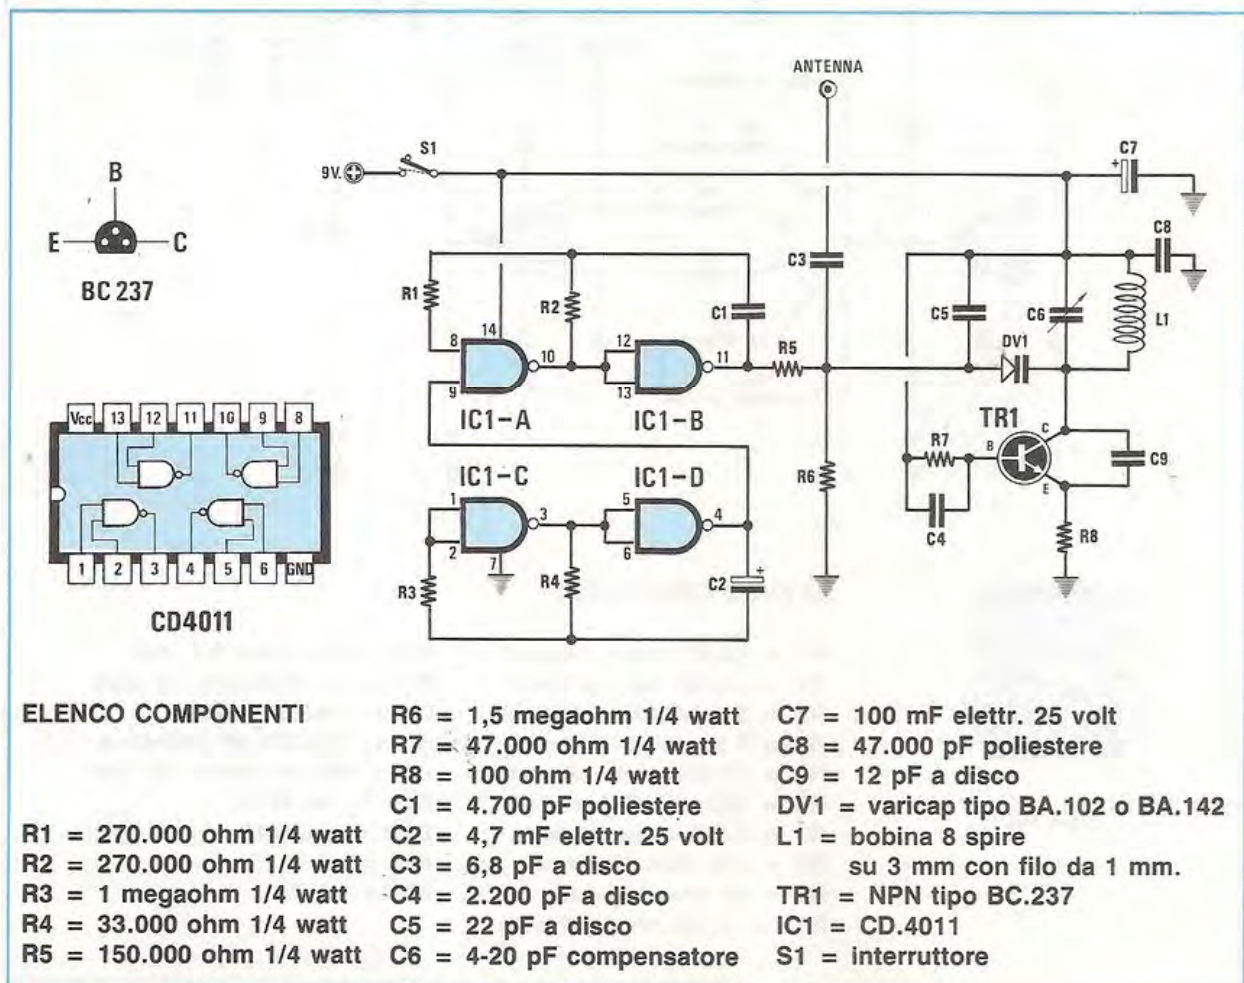 ANTENNA
S1
9V.
C7
+
B
E
C
BC 237
C8
C3
R1
R2
C1
C5
C6
L1
8
14
9
10
12
13
11
R5
DV1
IC1-A
IC1-B
TR1
C
B
E
R7
C9
C4
R8
R6
Vcc 13 12 11 10 9 8
1 2 3 4 5 6 GND
CD4011
IC1-C
IC1-D
1
2
3
7
5
6
4
R3
R4
C2
+
ELENCO COMPONENTI
R1 = 270.000 ohm 1/4 watt
R2 = 270.000 ohm 1/4 watt
R3 = 1 megaohm 1/4 watt
R4 = 33.000 ohm 1/4 watt
R5 = 150.000 ohm 1/4 watt
R6 = 1,5 megaohm 1/4 watt
R7 = 47.000 ohm 1/4 watt
R8 = 100 ohm 1/4 watt
C1 = 4.700 pF poliestere
C2 = 4,7 mF elettr. 25 volt
C3 = 6,8 pF a disco
C4 = 2.200 pF a disco
C5 = 22 pF a disco
C6 = 4-20 pF compensatore
C7 = 100 mF elettr. 25 volt
C8 = 47.000 pF poliestere
C9 = 12 pF a disco
DV1 = varicap tipo BA.102 o BA.142
L1 = bobina 8 spire
su 3 mm con filo da 1 mm.
TR1 = NPN tipo BC.237
IC1 = CD.4011
S1 = interruttore